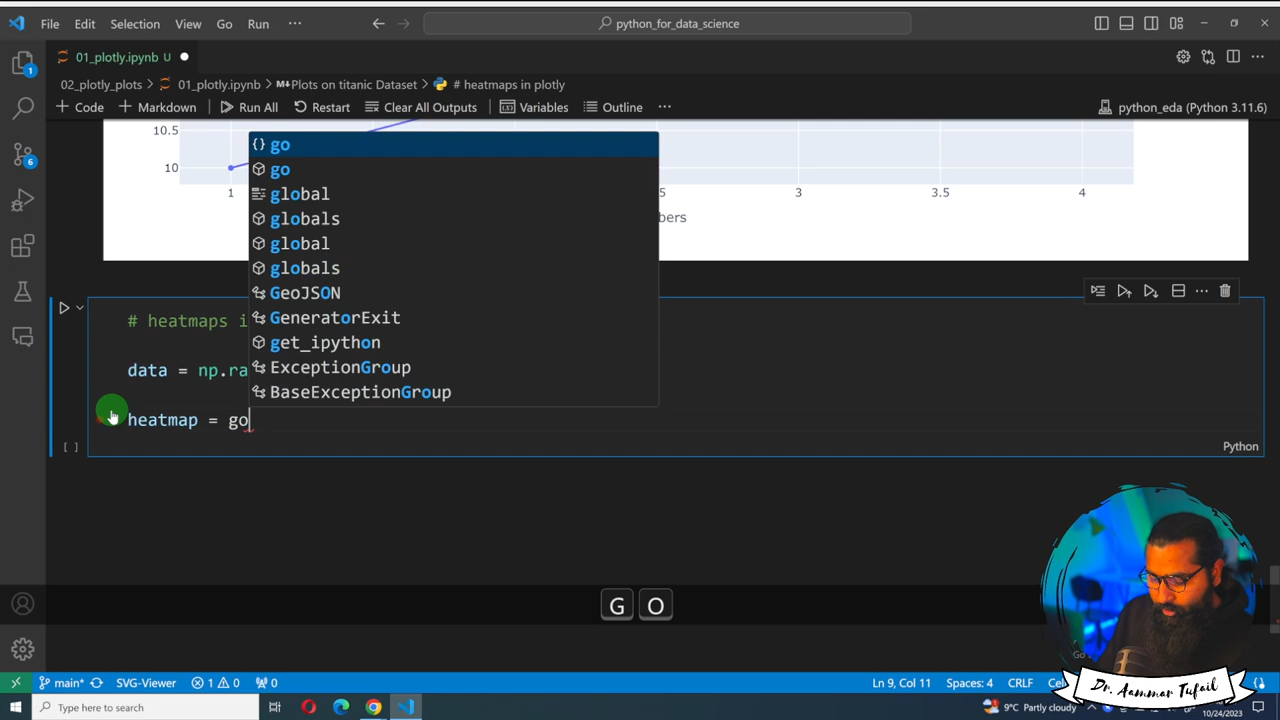 File Edit Selection View Go Run ... python_for_data_science
01_plotly.ipynb U
02_plotly_plots > 01_plotly.ipynb > Plots on titanic Dataset > # heatmaps in plotly
+ Code + Markdown Run All Restart Clear All Outputs Variables Outline ... python_eda (Python 3.11.6)
10.5
10
1 5 3 3.5 4
bers
go
go
global
globals
global
globals
GeoJSON
GeneratorExit
get_ipython
ExceptionGroup
BaseExceptionGroup
# heatmaps i
data = np.ra
heatmap = go
[ ] Python
G O
main* SVG-Viewer 1 0 0 Ln 9, Col 11 Spaces: 4 CRLF
Dr. Aammar Tufail
Type here to search 9°C Partly cloudy
10/24/2023
1
6